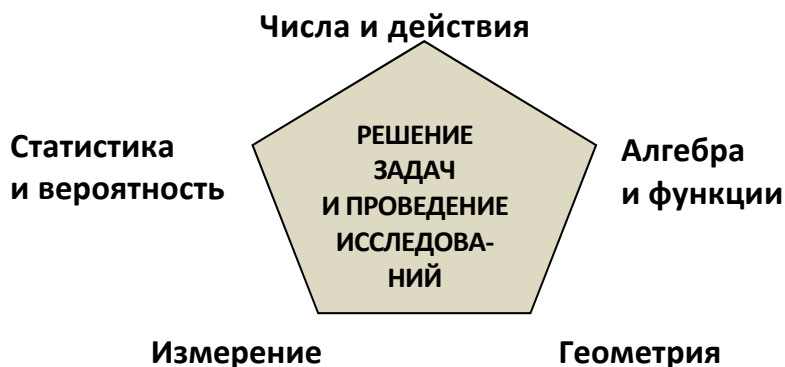 Числа и действия
Статистика
и вероятность
РЕШЕНИЕ
ЗАДАЧ
И ПРОВЕДЕНИЕ
ИССЛЕДОВА-
НИЙ
Алгебра
и функции
Измерение
Геометрия